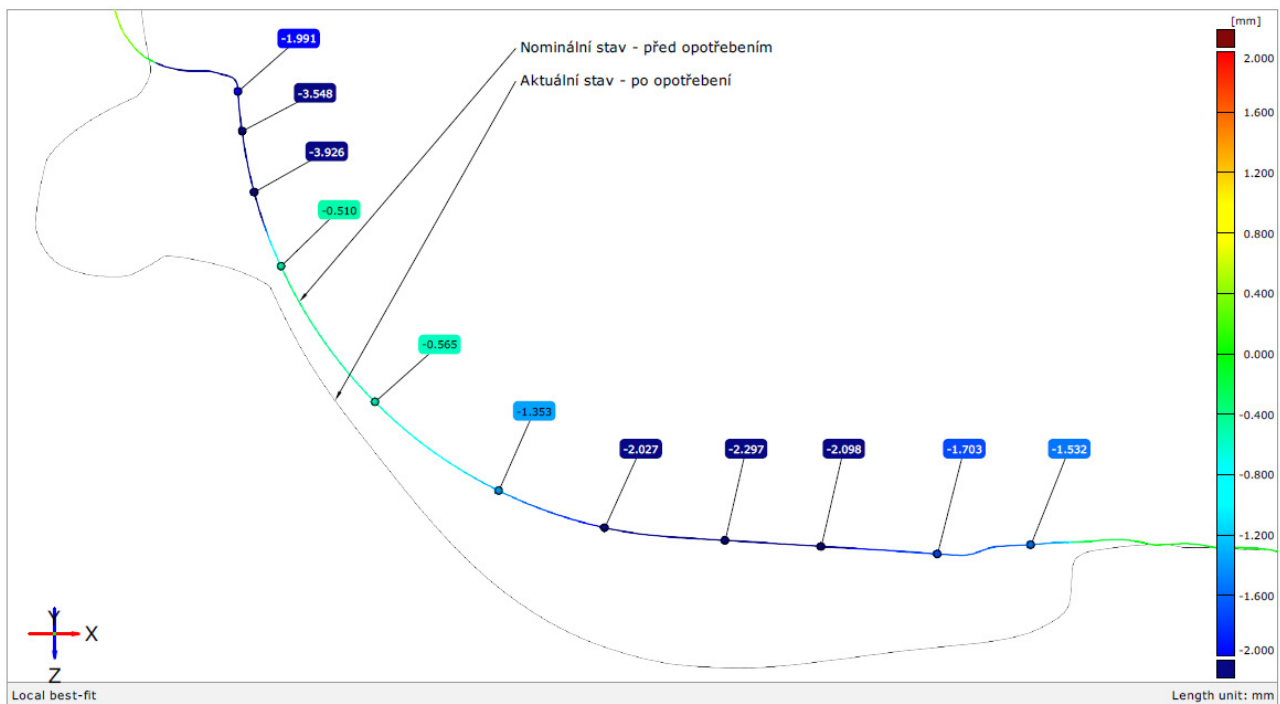 [mm]
-1.991
Nominální stav - před opotřebením
2.000
Aktuální stav - po opotřebení
-3.548
1.600
-3.926
1.200
-0.510
0.800
0.400
-0.565
0.000
-0.400
-1.353
-2.027
-2.297
-2.098
-1.703
-1.532
-0.800
-1.200
-1.600
Y
X
Z
-2.000
Local best-fit
Length unit: mm